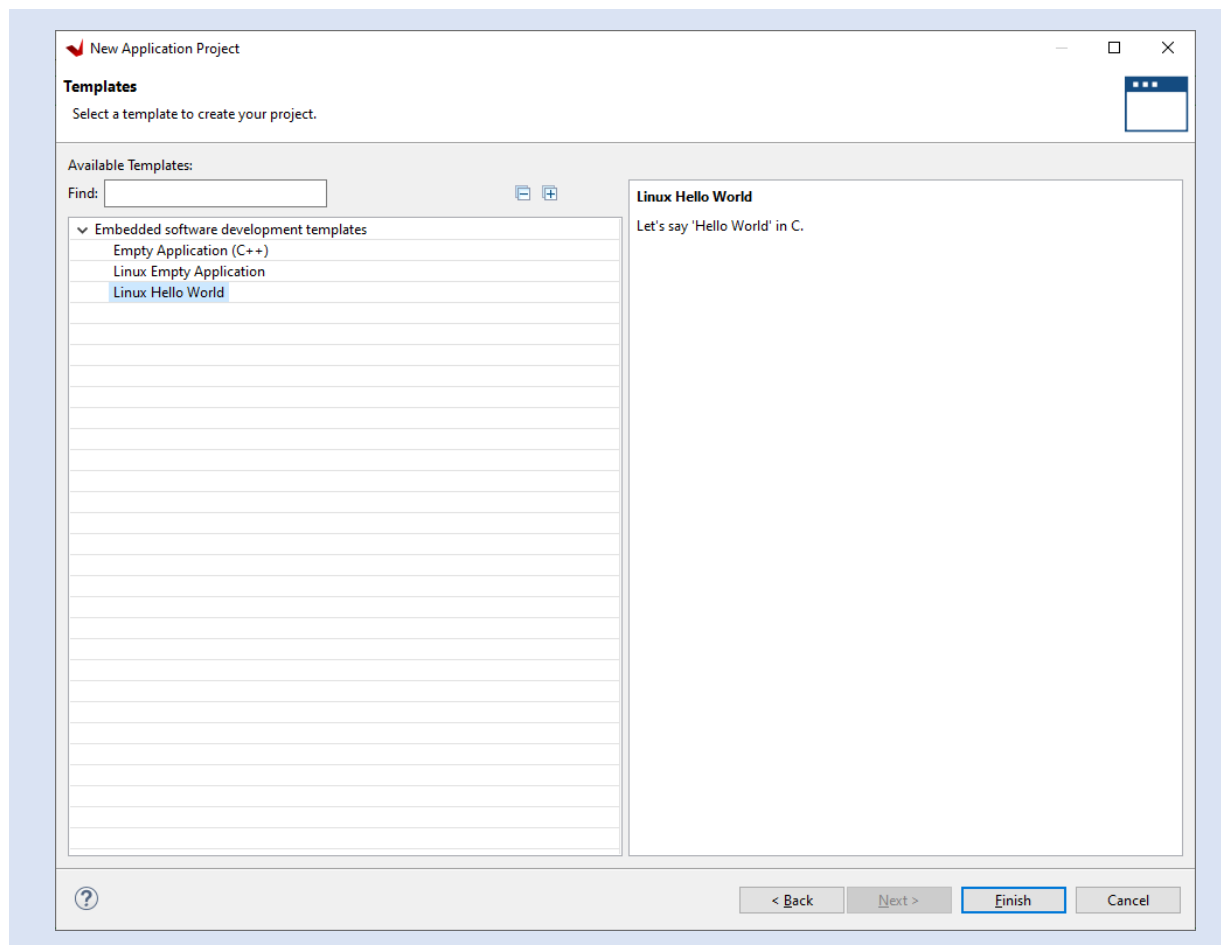 New Application Project
Templates
Select a template to create your project.
Available Templates:
Find:
Embedded software development templates
Empty Application (C++)
Linux Empty Application
Linux Hello World
Linux Hello World
Let's say 'Hello World' in C.
?
< Back
Next >
Finish
Cancel